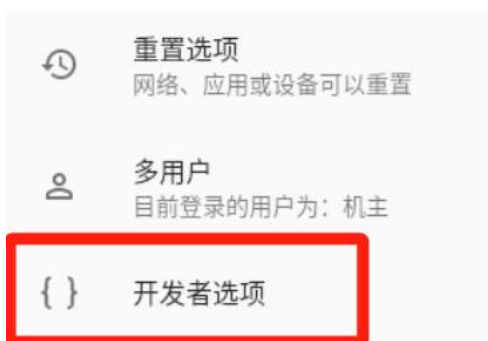 重置选项
网络、应用或设备可以重置
多用户
目前登录的用户为：机主
{ } 开发者选项